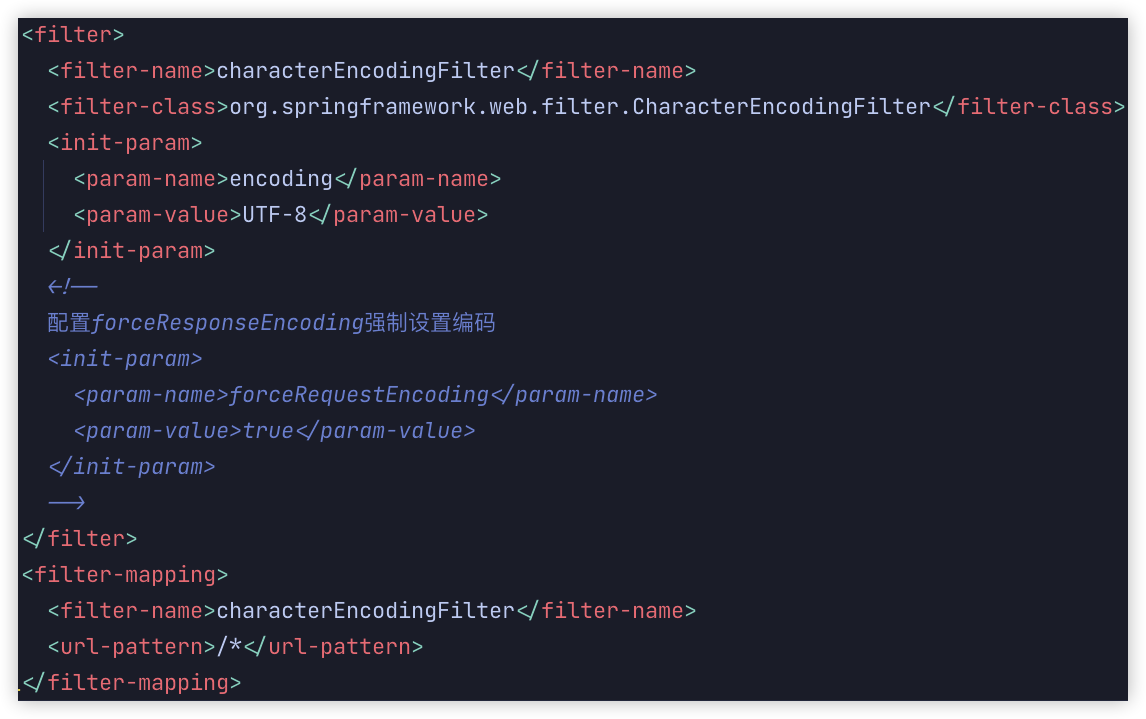 <filter>
<filter-name>characterEncodingFilter</filter-name>
<filter-class>org.springframework.web.filter.CharacterEncodingFilter</filter-class>
<init-param>
<param-name>encoding</param-name>
<param-value>UTF-8</param-value>
</init-param>
<!--
配置forceResponseEncoding强制设置编码
<init-param>
<param-name>forceRequestEncoding</param-name>
<param-value>true</param-value>
</init-param>
-->
</filter>
<filter-mapping>
<filter-name>characterEncodingFilter</filter-name>
<url-pattern>/*</url-pattern>
</filter-mapping>